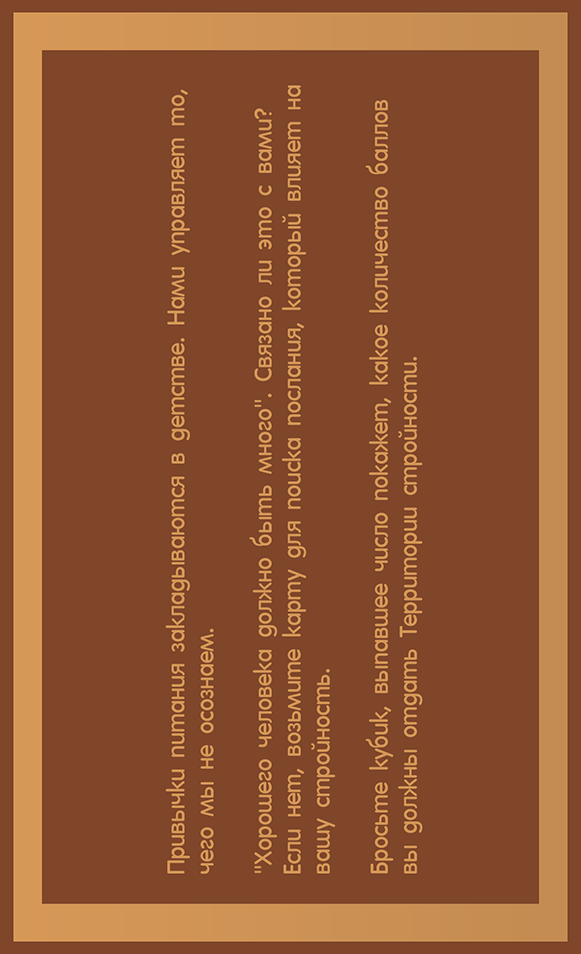 Привычки питания закладываются в детстве. Нами управляет то,
чего мы не осознаем.
"Хорошего человека должно быть много". Связано ли это с вами?
Если нет, возьмите карту для поиска послания, который влияет на
вашу стройность.
Бросьте кубик, выпавшее число покажет, какое количество баллов
вы должны отдать Территории стройности.